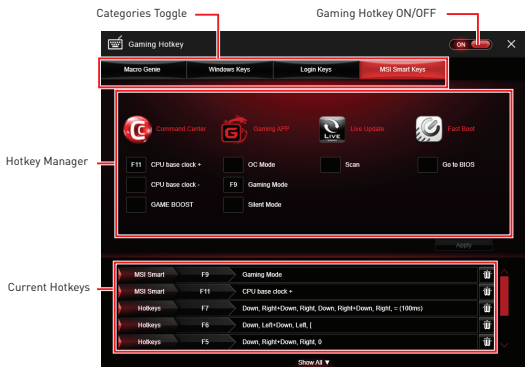 Categories Toggle
Gaming Hotkey ON/OFF
Gaming Hotkey
ON
Macro Genie
Windows Keys
Login Keys
MSI Smart Keys
Hotkey Manager
Command Center
Gaming APP
LIVE
Live Update
Fast Boot
F11 CPU base clock +
OC Mode
Scan
Go to BIOS
CPU base clock -
F9 Gaming Mode
GAME BOOST
Silent Mode
Apply
Current Hotkeys
MSI Smart F9 Gaming Mode
MSI Smart F11 CPU base clock +
Hotkeys F7 Down, Right+Down, Right, Down, Right+Down, Right, = (100ms)
Hotkeys F6 Down, Left+Down, Left, [
Hotkeys F5 Down, Right+Down, Right, 0
Show All ▼